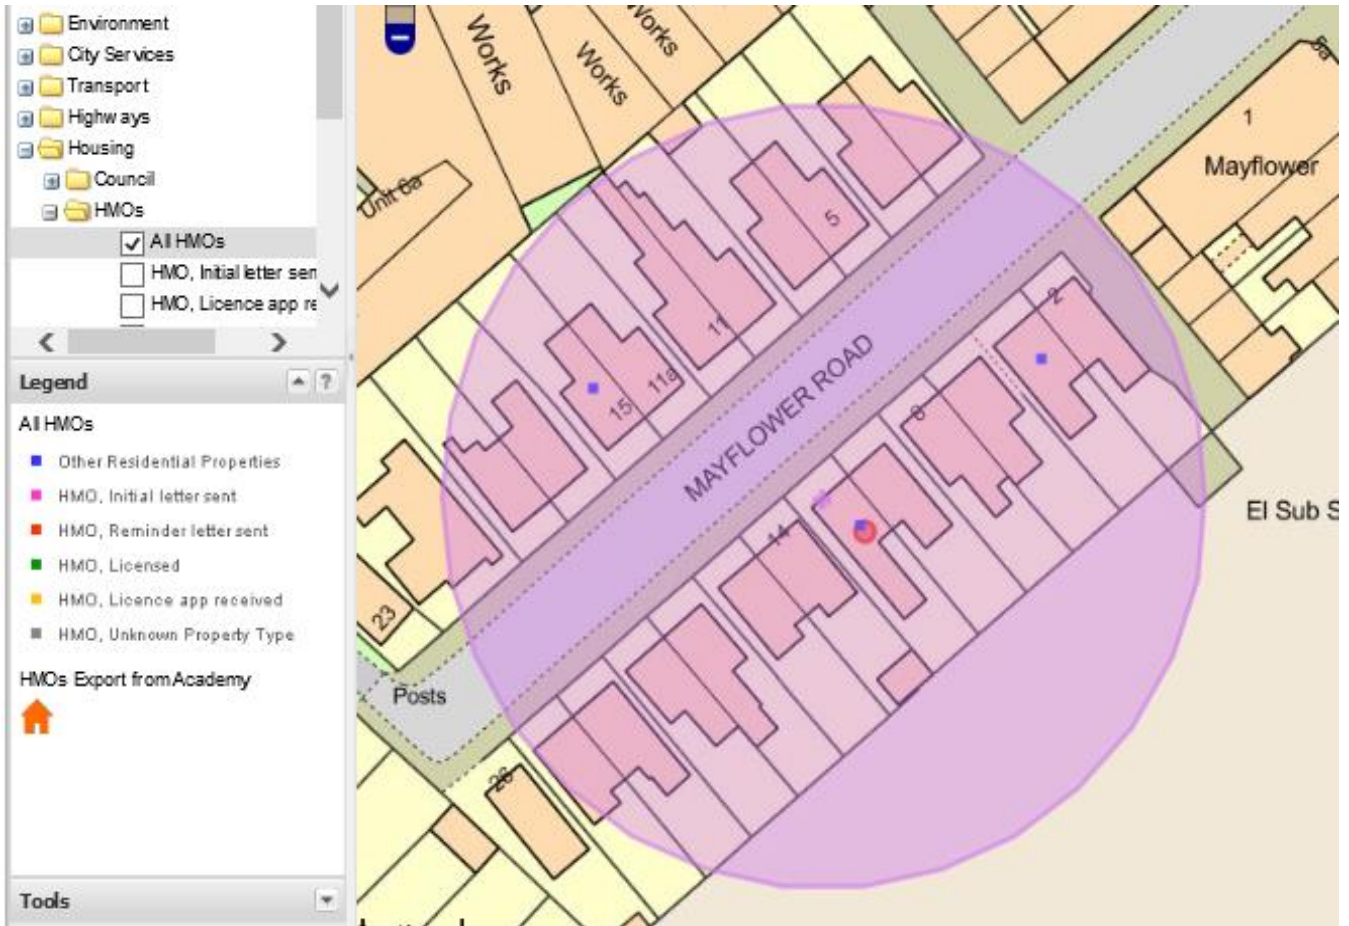 Environment
City Services
Transport
Highways
Housing
Council
HMOs
All HMOs
HMO, Initial letter sen
HMO, Licence app re
Legend
?
All HMOs
Other Residential Properties
HMO, Initial letter sent
HMO, Reminder letter sent
HMO, Licensed
HMO, Licence app received
HMO, Unknown Property Type
HMOs Export from Academy
Tools
Works
Works
Works
Unit 6a
5a
1
Mayflower
5
11
11a
15
2
MAYFLOWER ROAD
14
El Sub S
23
Posts
26